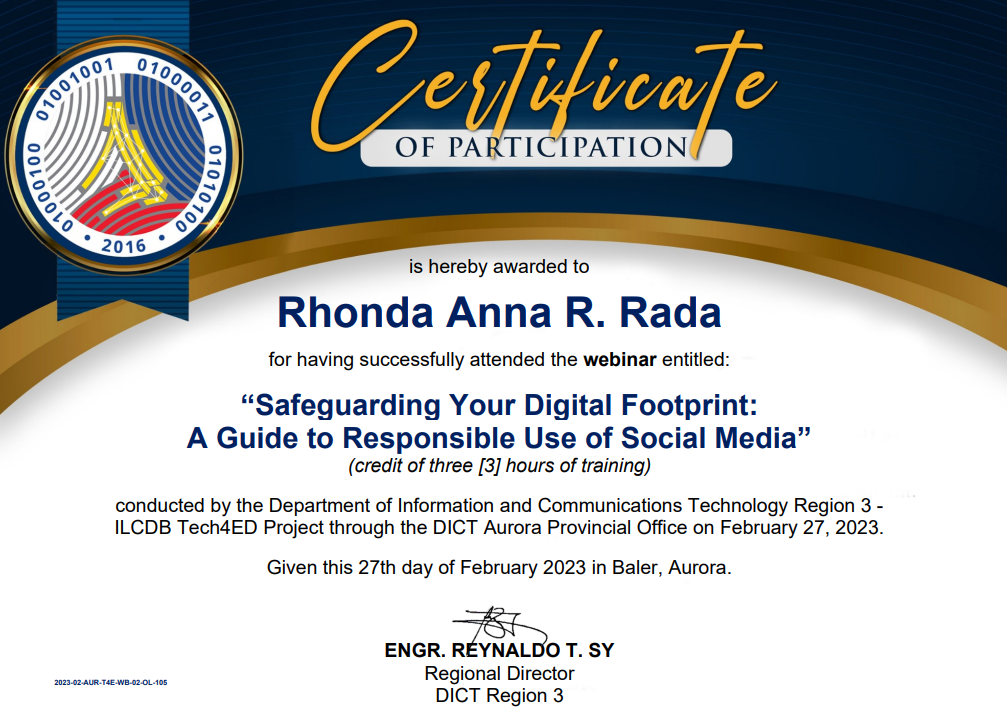 01001001 01000011 01010100 01000100
• 2016 •
Certificate
OF PARTICIPATION
is hereby awarded to
Rhonda Anna R. Rada
for having successfully attended the webinar entitled:
“Safeguarding Your Digital Footprint:
A Guide to Responsible Use of Social Media”
(credit of three [3] hours of training)
conducted by the Department of Information and Communications Technology Region 3 -
ILCDB Tech4ED Project through the DICT Aurora Provincial Office on February 27, 2023.
Given this 27th day of February 2023 in Baler, Aurora.
ENGR. REYNALDO T. SY
Regional Director
DICT Region 3
2023-02-AUR-T4E-WB-02-OL-105